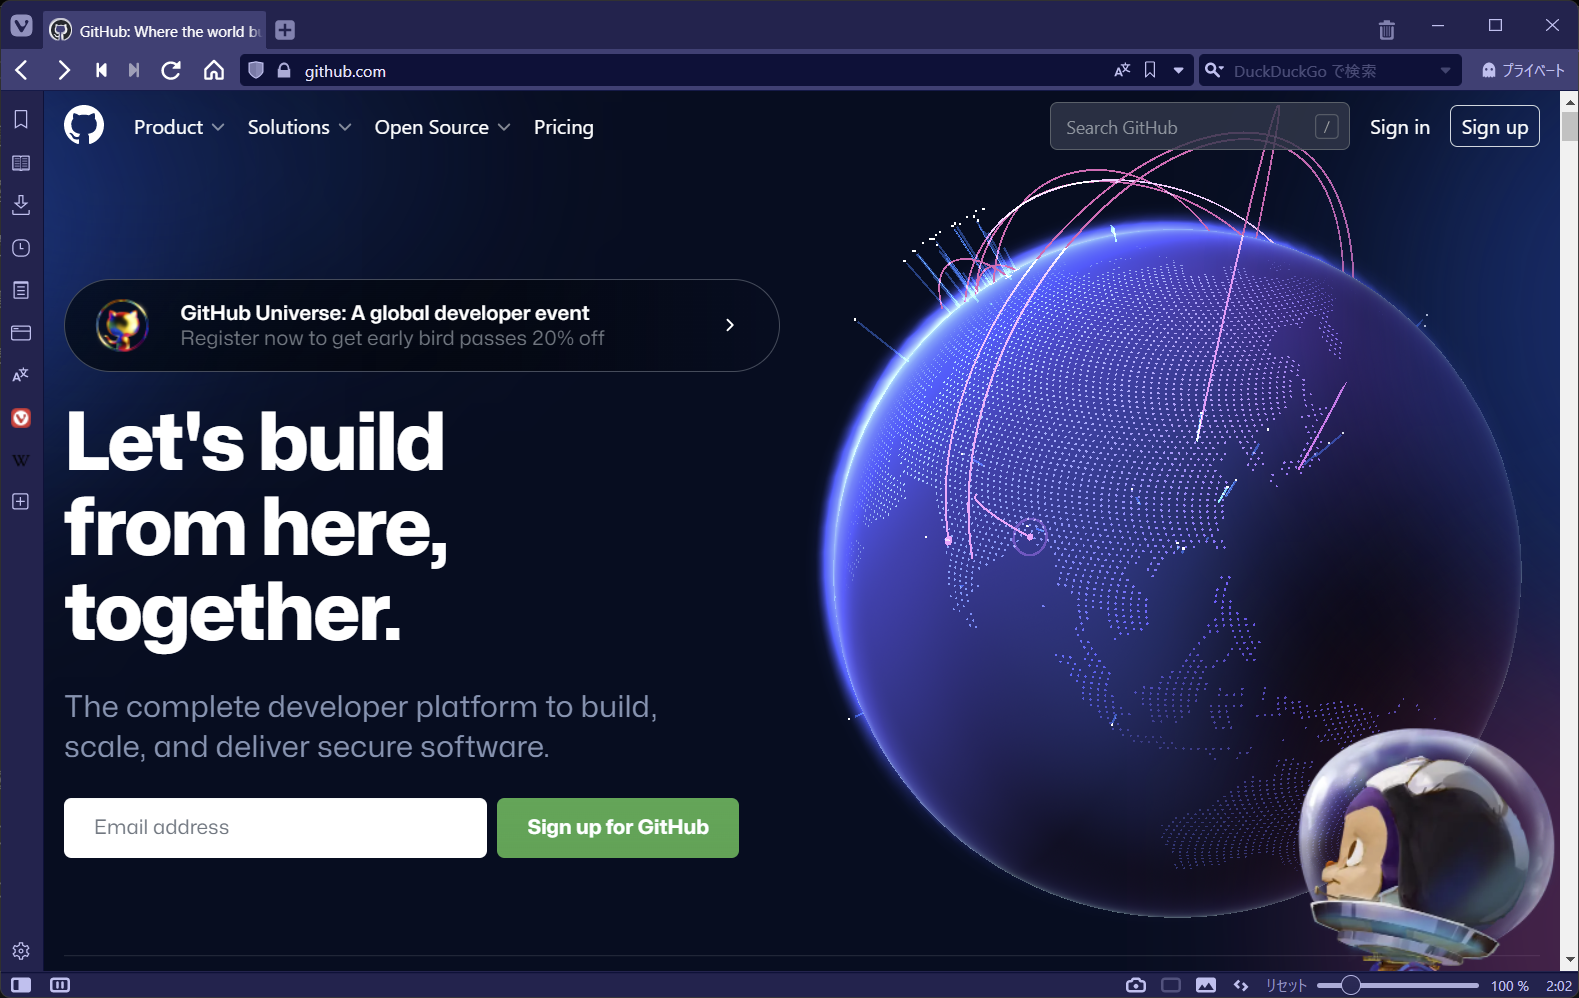 GitHub: Where the world bu
github.com
DuckDuckGo で検索
プライベート
Product
Solutions
Open Source
Pricing
Search GitHub
/
Sign in
Sign up
GitHub Universe: A global developer event
Register now to get early bird passes 20% off
Let's build
from here,
together.
The complete developer platform to build,
scale, and deliver secure software.
Email address
Sign up for GitHub
W
リセット
100 %
2:02